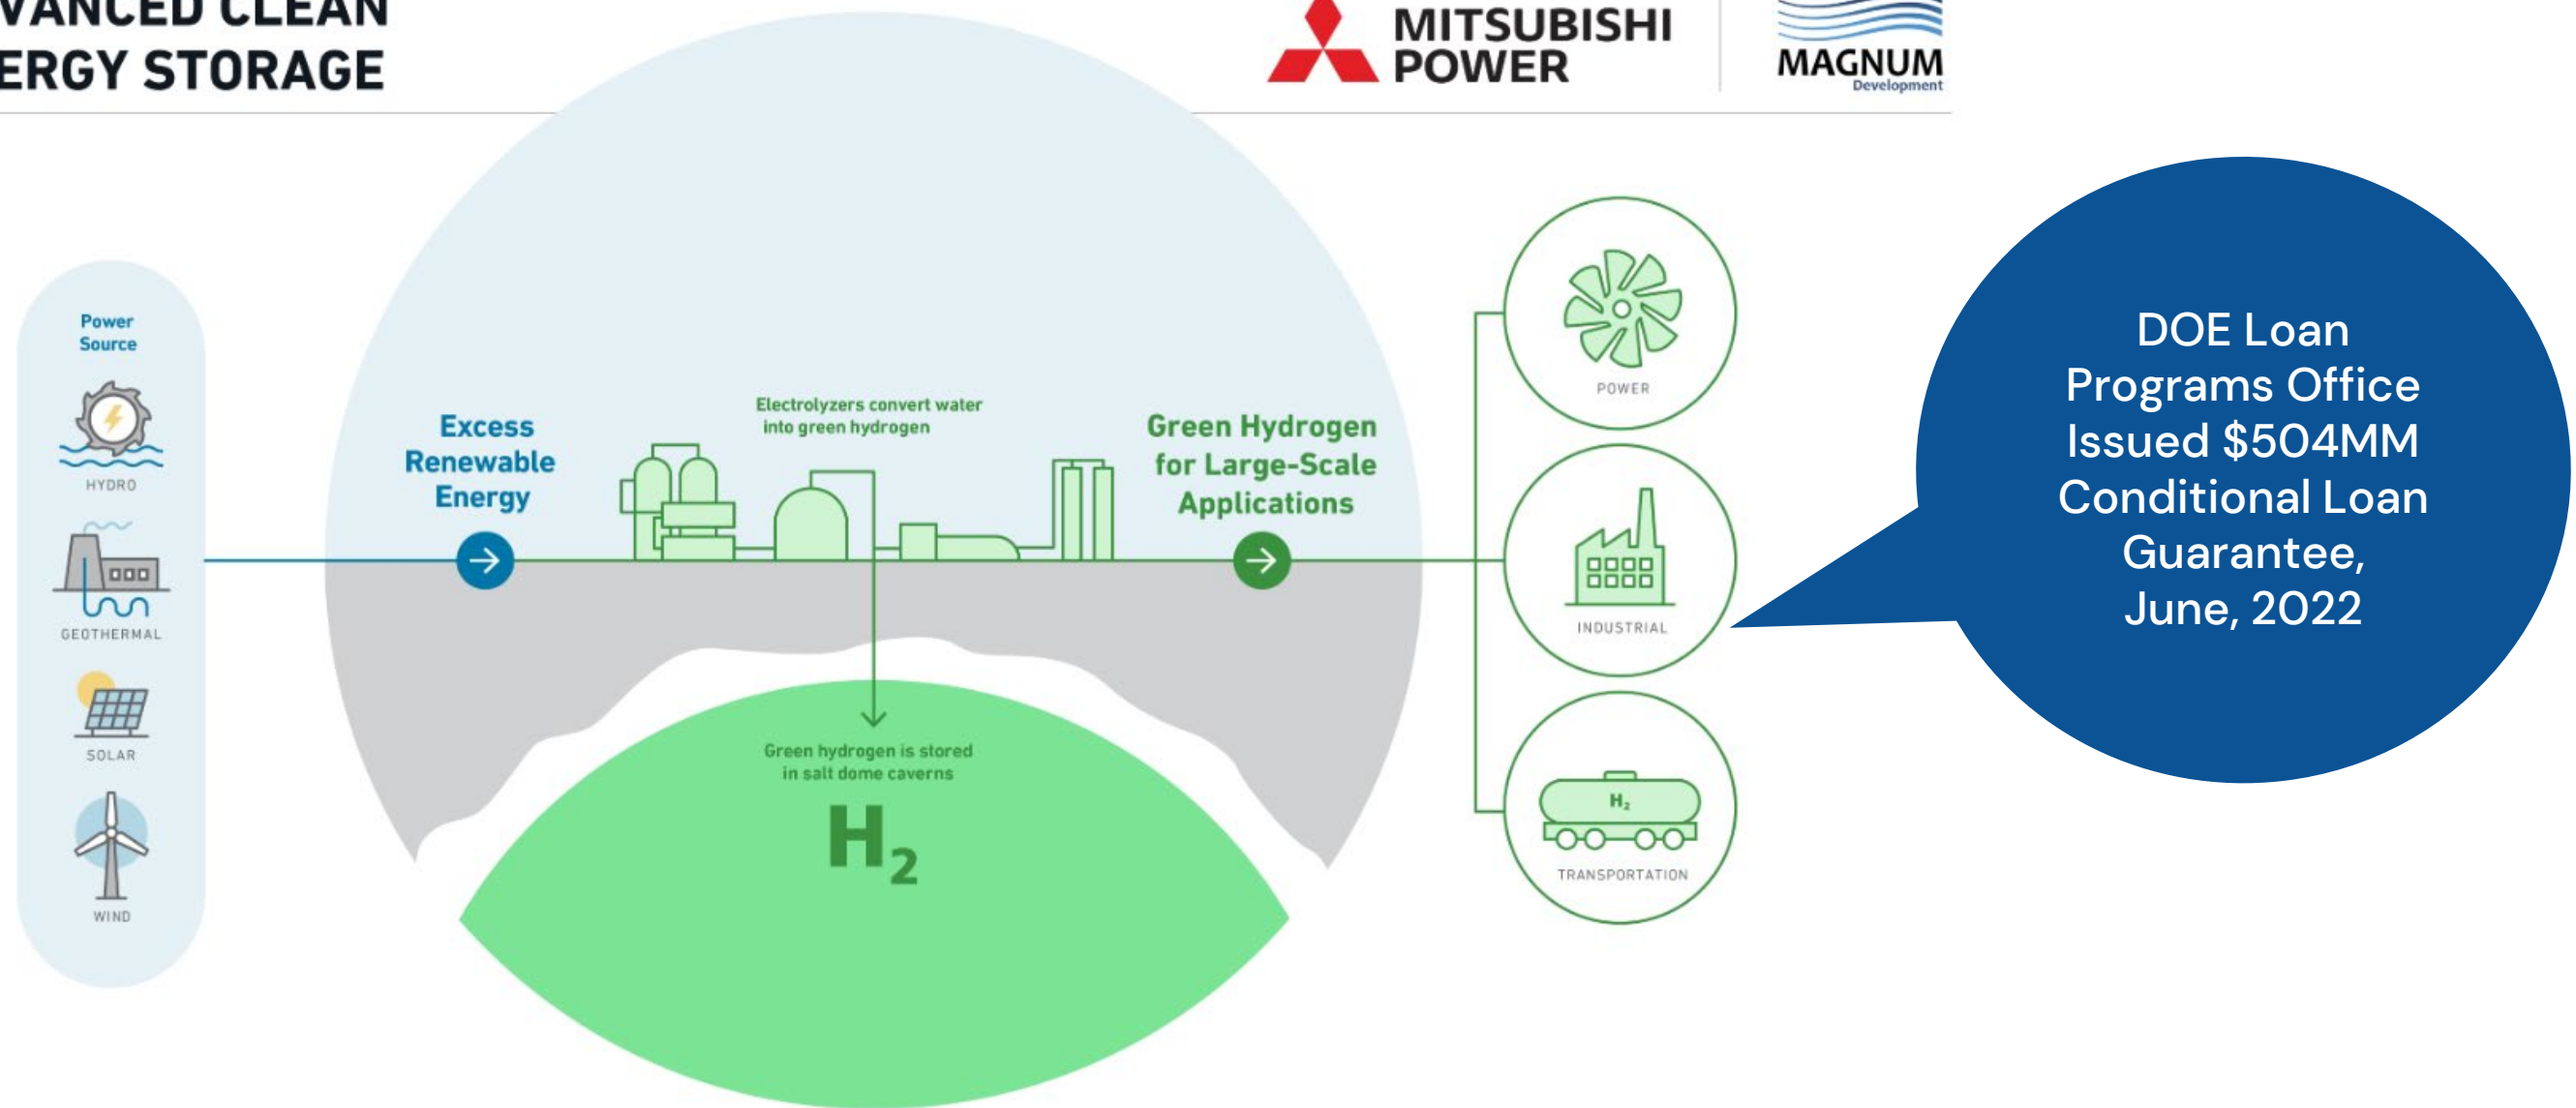 VANCED CLEAN
ERGY STORAGE
MITSUBISHI
POWER
MAGNUM
Development
Power
Source
HYDRO
GEOTHERMAL
SOLAR
WIND
Excess
Renewable
Energy
Electrolyzers convert water
into green hydrogen
Green Hydrogen
for Large-Scale
Applications
Green hydrogen is stored
in salt dome caverns
H₂
POWER
INDUSTRIAL
H₂
TRANSPORTATION
DOE Loan
Programs Office
Issued $504MM
Conditional Loan
Guarantee,
June, 2022